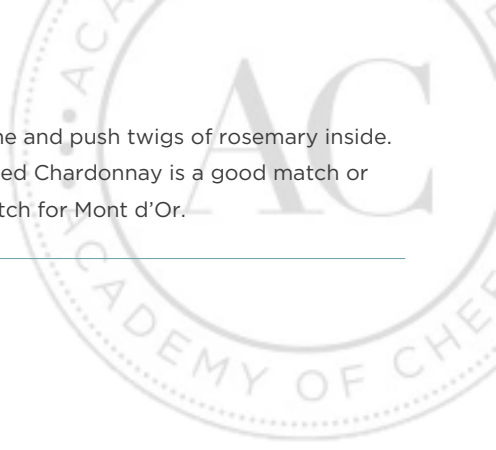 AC
ne and push twigs of rosemary inside.
ed Chardonnay is a good match or
tch for Mont d’Or.
ACADEMY OF CHEE